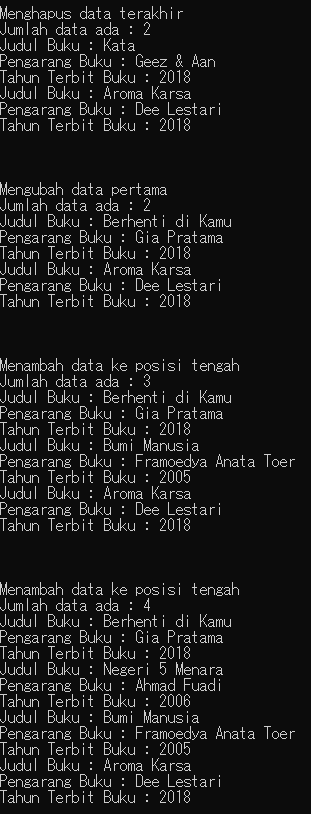 Menghapus data terakhir
Jumlah data ada : 2
Judul Buku : Kata
Pengarang Buku : Geez & Aan
Tahun Terbit Buku : 2018
Judul Buku : Aroma Karsa
Pengarang Buku : Dee Lestari
Tahun Terbit Buku : 2018
Mengubah data pertama
Jumlah data ada : 2
Judul Buku : Berhenti di Kamu
Pengarang Buku : Gia Pratama
Tahun Terbit Buku : 2018
Judul Buku : Aroma Karsa
Pengarang Buku : Dee Lestari
Tahun Terbit Buku : 2018
Menambah data ke posisi tengah
Jumlah data ada : 3
Judul Buku : Berhenti di Kamu
Pengarang Buku : Gia Pratama
Tahun Terbit Buku : 2018
Judul Buku : Bumi Manusia
Pengarang Buku : Framoedya Anata Toer
Tahun Terbit Buku : 2005
Judul Buku : Aroma Karsa
Pengarang Buku : Dee Lestari
Tahun Terbit Buku : 2018
Menambah data ke posisi tengah
Jumlah data ada : 4
Judul Buku : Berhenti di Kamu
Pengarang Buku : Gia Pratama
Tahun Terbit Buku : 2018
Judul Buku : Negeri 5 Menara
Pengarang Buku : Ahmad Fuadi
Tahun Terbit Buku : 2006
Judul Buku : Bumi Manusia
Pengarang Buku : Framoedya Anata Toer
Tahun Terbit Buku : 2005
Judul Buku : Aroma Karsa
Pengarang Buku : Dee Lestari
Tahun Terbit Buku : 2018